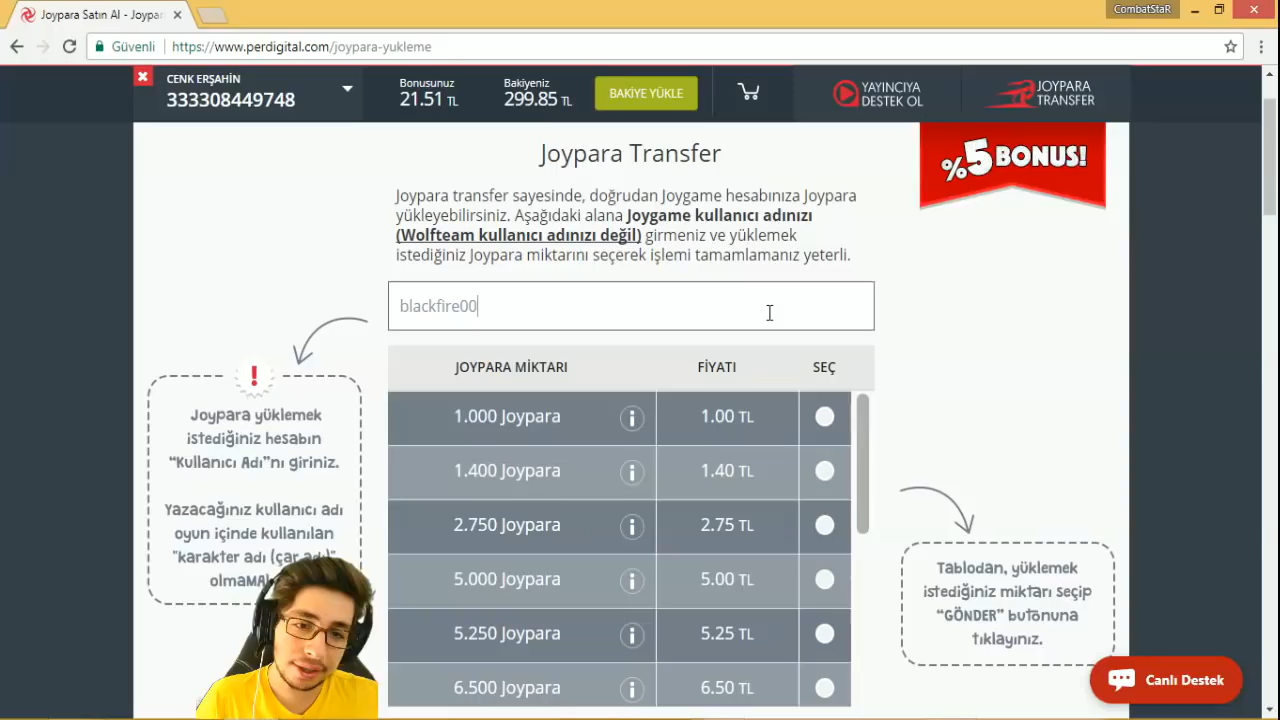 Joypara Satın Al - Joypar
CombatStaR
Güvenli
https://www.perdigital.com/joypara-yukleme
CENK ERŞAHİN
333308449748
Bonusunuz
21.51 TL
Bakiyeniz
299.85 TL
BAKİYE YÜKLE
YAYINCIYA
DESTEK OL
JOYPARA
TRANSFER
Joypara Transfer
%5 BONUS!
Joypara transfer sayesinde, doğrudan Joygame hesabınıza Joypara
yükleyebilirsiniz. Aşağıdaki alana Joygame kullanıcı adınızı
(Wolfteam kullanıcı adınızı değil) girmeniz ve yüklemek
istediğiniz Joypara miktarını seçerek işlemi tamamlamanız yeterli.
blackfire00
JOYPARA MİKTARI FİYATI SEÇ
1.000 Joypara 1.00 TL
1.400 Joypara 1.40 TL
2.750 Joypara 2.75 TL
5.000 Joypara 5.00 TL
5.250 Joypara 5.25 TL
6.500 Joypara 6.50 TL
!
Joypara yüklemek
istediğiniz hesabın
“Kullanıcı Adı”nı giriniz.
Yazacağınız kullanıcı adı
oyun içinde kullanılan
"karakter adı (çar adı)"
olmaMA
Tablodan, yüklemek
istediğiniz miktarı seçip
“GÖNDER” butonuna
tıklayınız.
Canlı Destek